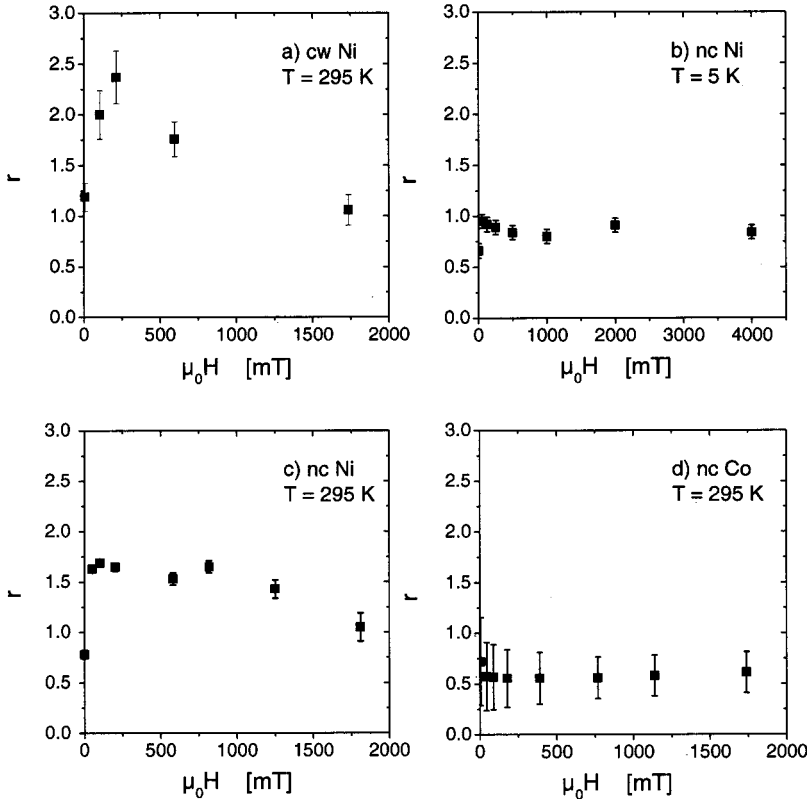 3.0
2.5
2.0
1.5
1.0
0.5
0.0
r
a) cw Ni
T = 295 K
0 500 1000 1500 2000
μ₀H [mT]
3.0
2.5
2.0
1.5
1.0
0.5
0.0
r
b) nc Ni
T = 5 K
0 1000 2000 3000 4000
μ₀H [mT]
3.0
2.5
2.0
1.5
1.0
0.5
0.0
r
c) nc Ni
T = 295 K
0 500 1000 1500 2000
μ₀H [mT]
3.0
2.5
2.0
1.5
1.0
0.5
0.0
r
d) nc Co
T = 295 K
0 500 1000 1500 2000
μ₀H [mT]